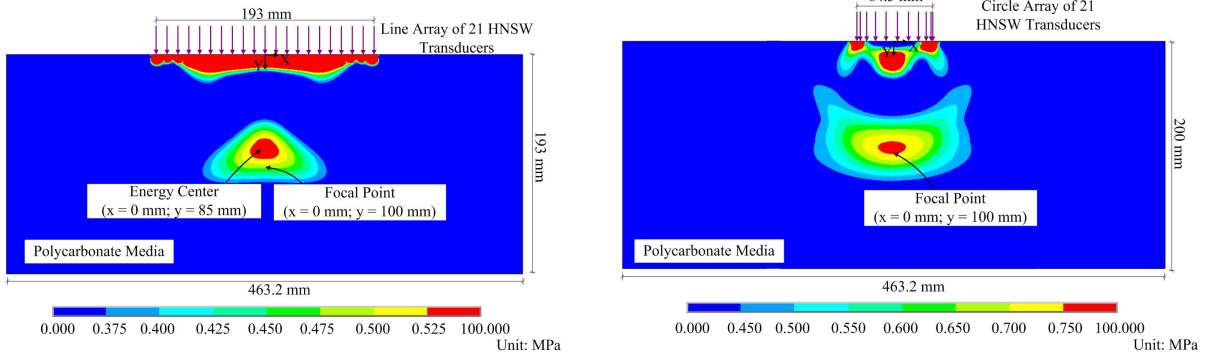 193 mm
Line Array of 21 HNSW
Transducers
X
Y
193 mm
Energy Center
(x = 0 mm; y = 85 mm)
Focal Point
(x = 0 mm; y = 100 mm)
Polycarbonate Media
463.2 mm
0.000 0.375 0.400 0.425 0.450 0.475 0.500 0.525 100.000
Unit: MPa
Circle Array of 21
HNSW Transducers
X
Y
200 mm
Focal Point
(x = 0 mm; y = 100 mm)
Polycarbonate Media
463.2 mm
0.000 0.450 0.500 0.550 0.600 0.650 0.700 0.750 100.000
Unit: MPa